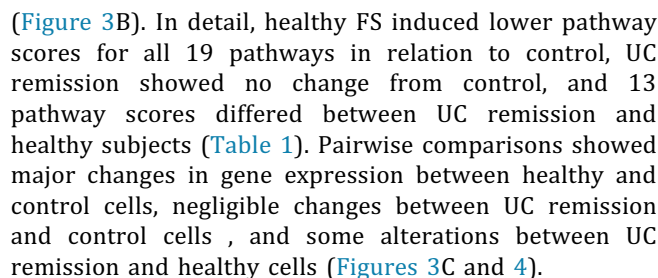 (Figure 3B). In detail, healthy FS induced lower pathway
scores for all 19 pathways in relation to control, UC
remission showed no change from control, and 13
pathway scores differed between UC remission and
healthy subjects (Table 1). Pairwise comparisons showed
major changes in gene expression between healthy and
control cells, negligible changes between UC remission
and control cells , and some alterations between UC
remission and healthy cells (Figures 3C and 4).